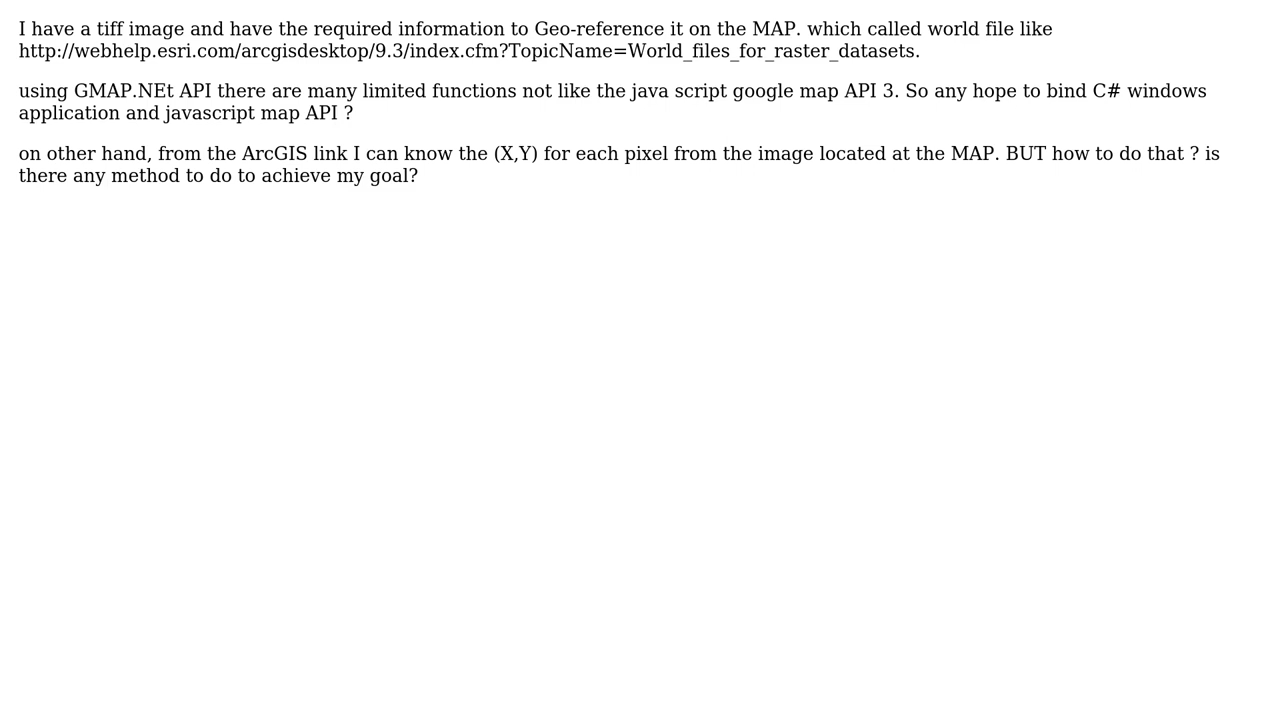 I have a tiff image and have the required information to Geo-reference it on the MAP. which called world file like
http://webhelp.esri.com/arcgisdesktop/9.3/index.cfm?TopicName=World_files_for_raster_datasets.
using GMAP.NEt API there are many limited functions not like the java script google map API 3. So any hope to bind C# windows
application and javascript map API ?
on other hand, from the ArcGIS link I can know the (X,Y) for each pixel from the image located at the MAP. BUT how to do that ? is
there any method to do to achieve my goal?